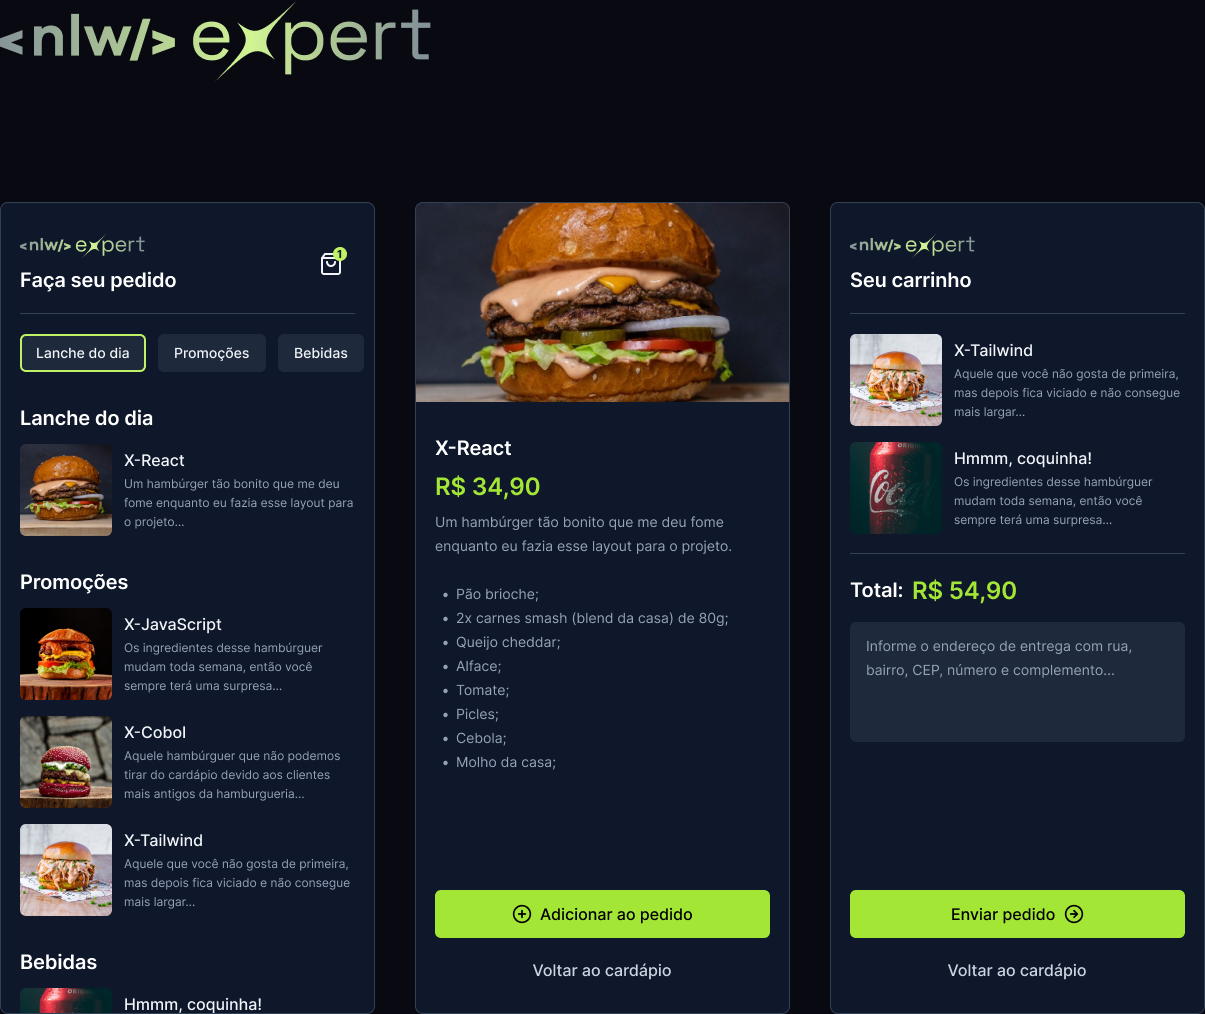 <nlw/> expert
<nlw/> expert
1
Faça seu pedido
Lanche do dia
Promoções
Bebidas
Lanche do dia
X-React
Um hambúrger tão bonito que me deu
fome enquanto eu fazia esse layout para
o projeto...
Promoções
X-JavaScript
Os ingredientes desse hambúrguer
mudam toda semana, então você
sempre terá uma surpresa...
X-Cobol
Aquele hambúrguer que não podemos
tirar do cardápio devido aos clientes
mais antigos da hamburgueria...
X-Tailwind
Aquele que você não gosta de primeira,
mas depois fica viciado e não consegue
mais largar...
Bebidas
Hmmm, coquinha!
X-React
R$ 34,90
Um hambúrger tão bonito que me deu fome
enquanto eu fazia esse layout para o projeto.
• Pão brioche;
• 2x carnes smash (blend da casa) de 80g;
• Queijo cheddar;
• Alface;
• Tomate;
• Picles;
• Cebola;
• Molho da casa;
Adicionar ao pedido
Voltar ao cardápio
<nlw/> expert
Seu carrinho
X-Tailwind
Aquele que você não gosta de primeira,
mas depois fica viciado e não consegue
mais largar...
Coca
Hmmm, coquinha!
Os ingredientes desse hambúrguer
mudam toda semana, então você
sempre terá uma surpresa...
Total: R$ 54,90
Informe o endereço de entrega com rua,
bairro, CEP, número e complemento...
Enviar pedido
Voltar ao cardápio